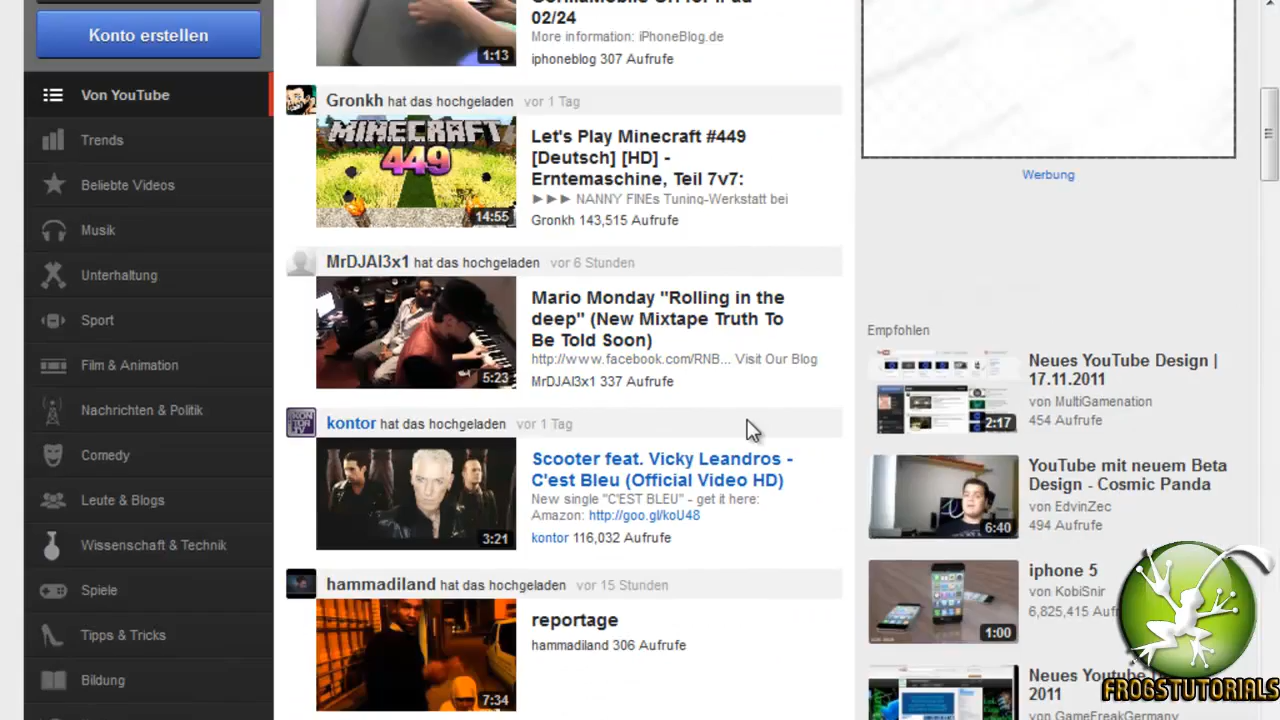 Konto erstellen
Von YouTube
Trends
Beliebte Videos
Musik
Unterhaltung
Sport
Film & Animation
Nachrichten & Politik
Comedy
Leute & Blogs
Wissenschaft & Technik
Spiele
Tipps & Tricks
Bildung
02/24
More information: iPhoneBlog.de
iphoneblog 307 Aufrufe
1:13
Gronkh hat das hochgeladen vor 1 Tag
MINECRAFT
449
14:55
Let's Play Minecraft #449
[Deutsch] [HD] -
Erntemaschine, Teil 7v7:
►►► NANNY FINEs Tuning-Werkstatt bei
Gronkh 143,515 Aufrufe
MrDJAl3x1 hat das hochgeladen vor 6 Stunden
5:23
Mario Monday "Rolling in the
deep" (New Mixtape Truth To
Be Told Soon)
http://www.facebook.com/RNB... Visit Our Blog
MrDJAl3x1 337 Aufrufe
kontor hat das hochgeladen vor 1 Tag
3:21
Scooter feat. Vicky Leandros -
C'est Bleu (Official Video HD)
New single "C'EST BLEU" - get it here:
Amazon: http://goo.gl/koU48
kontor 116,032 Aufrufe
hammadiland hat das hochgeladen vor 15 Stunden
7:34
reportage
hammadiland 306 Aufrufe
Werbung
Empfohlen
2:17
Neues YouTube Design |
17.11.2011
von MultiGamenation
454 Aufrufe
6:40
YouTube mit neuem Beta
Design - Cosmic Panda
von EdvinZec
494 Aufrufe
1:00
iphone 5
von KobiSnir
6,825,415
Neues
2011
von GameFreakGermany
FROGSTUTORIALS